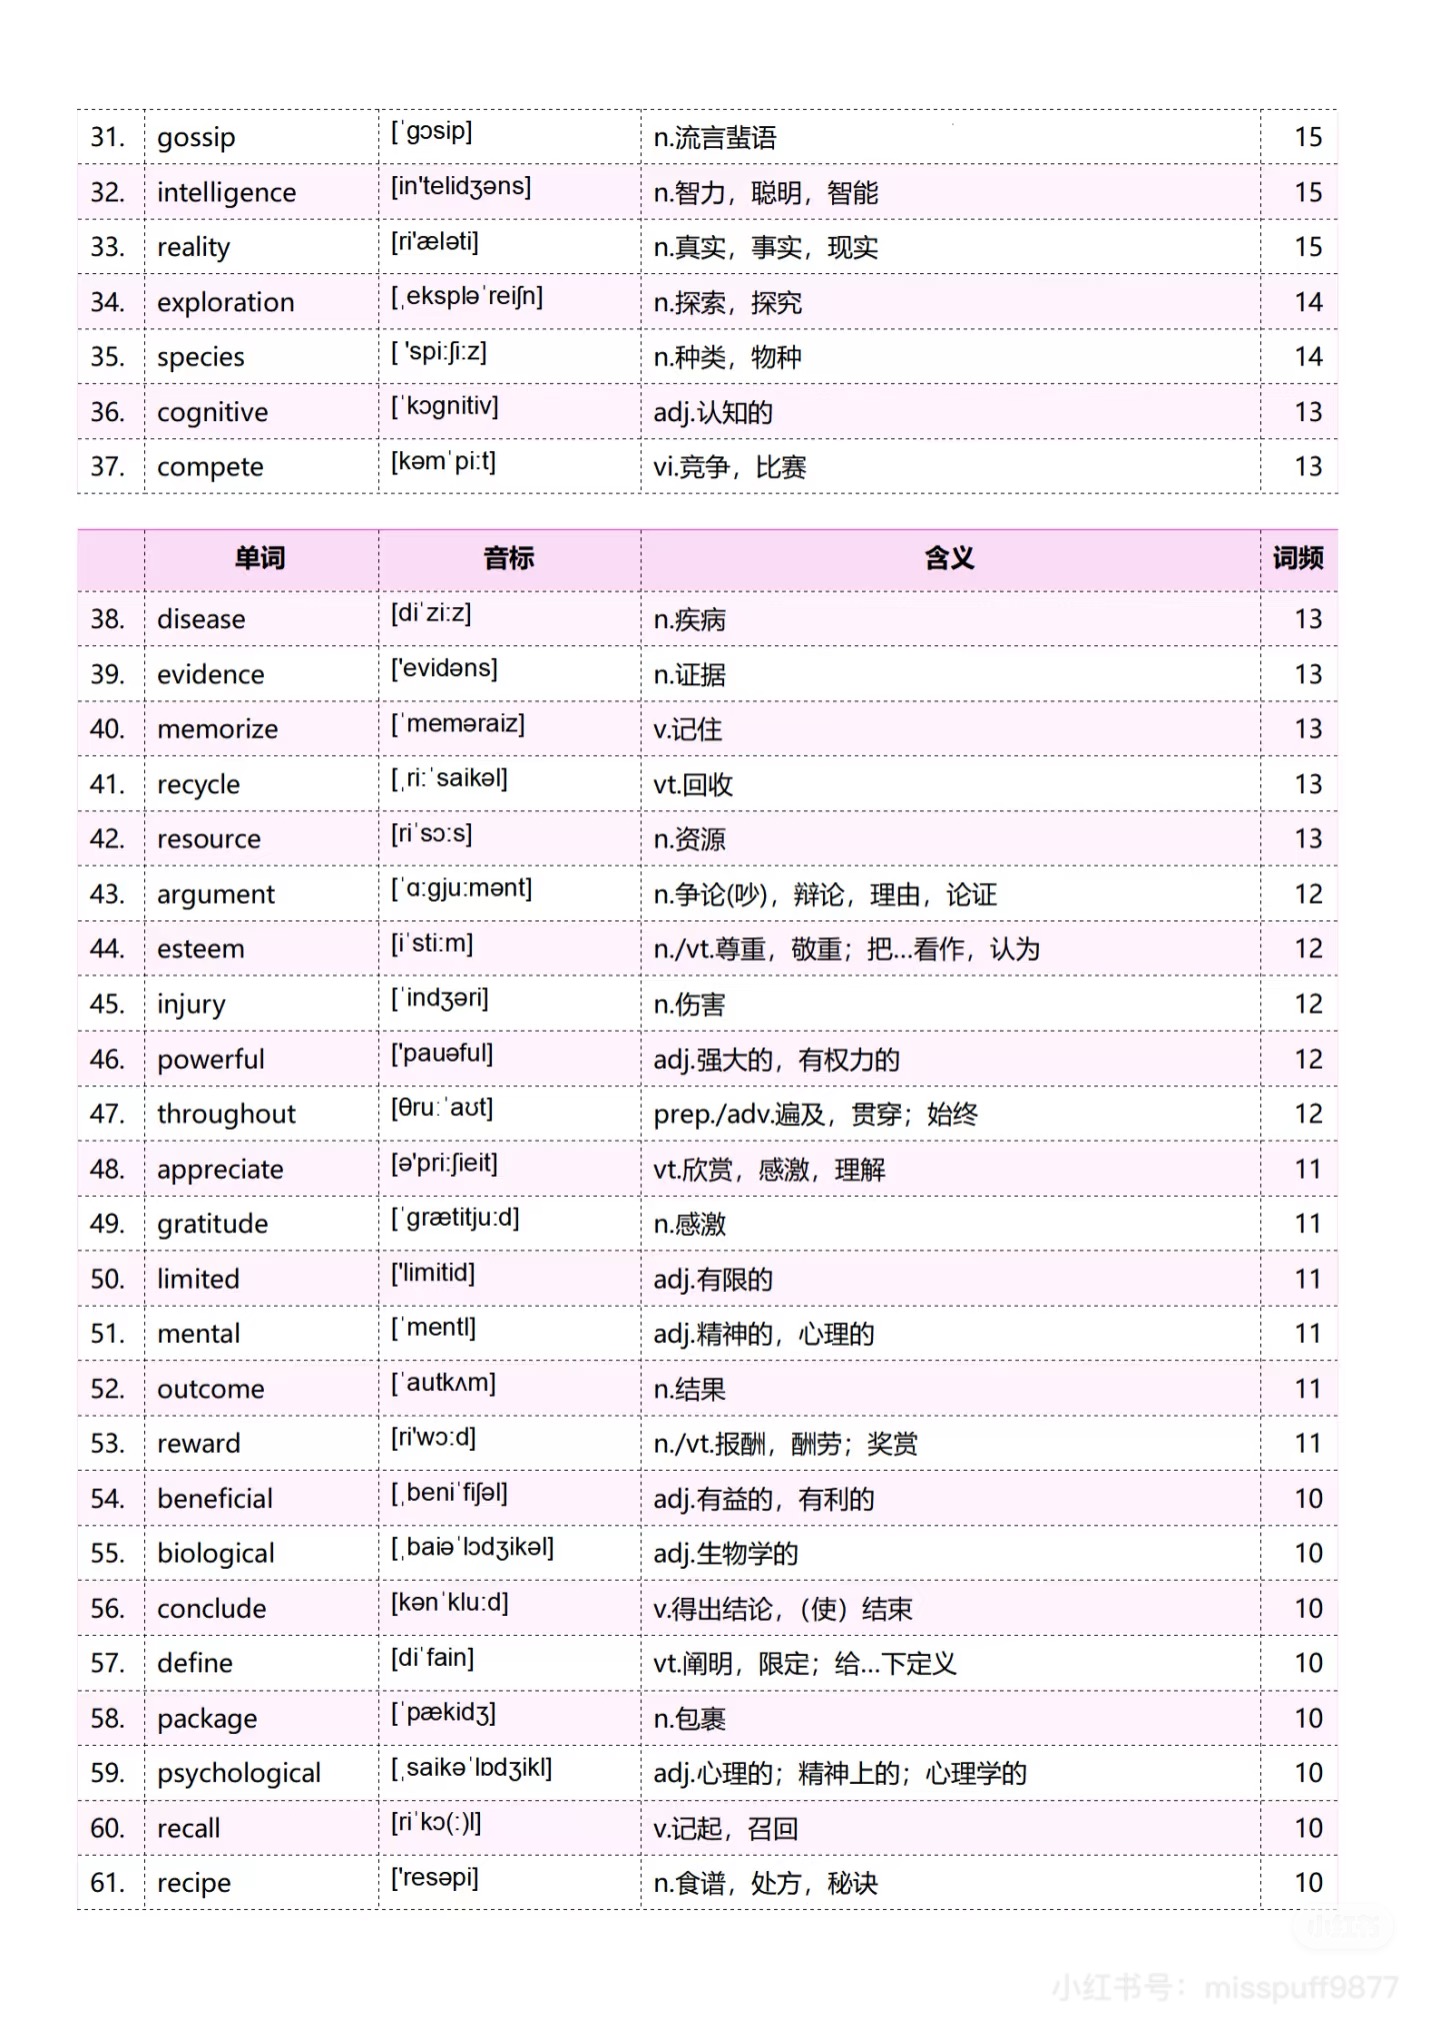 31. gossip [ˈgɔsip] n.流言蜚语 15
32. intelligence [in'telidʒəns] n.智力，聪明，智能 15
33. reality [ri'æləti] n.真实，事实，现实 15
34. exploration [ˌekspləˈreiʃn] n.探索，探究 14
35. species [ 'spi:ʃi:z] n.种类，物种 14
36. cognitive [ˈkɔgnitiv] adj.认知的 13
37. compete [kəmˈpi:t] vi.竞争，比赛 13
单词 音标 含义 词频
38. disease [diˈzi:z] n.疾病 13
39. evidence ['evidəns] n.证据 13
40. memorize [ˈmeməraiz] v.记住 13
41. recycle [ˌri:ˈsaikəl] vt.回收 13
42. resource [riˈsɔ:s] n.资源 13
43. argument [ˈɑ:gju:mənt] n.争论(吵)，辩论，理由，论证 12
44. esteem [iˈsti:m] n./vt.尊重，敬重；把...看作，认为 12
45. injury [ˈindʒəri] n.伤害 12
46. powerful ['pauəful] adj.强大的，有权力的 12
47. throughout [θru:ˈaʊt] prep./adv.遍及，贯穿；始终 12
48. appreciate [ə'pri:ʃieit] vt.欣赏，感激，理解 11
49. gratitude [ˈgrætitju:d] n.感激 11
50. limited ['limitid] adj.有限的 11
51. mental [ˈmentl] adj.精神的，心理的 11
52. outcome [ˈautkʌm] n.结果 11
53. reward [ri'wɔ:d] n./vt.报酬，酬劳；奖赏 11
54. beneficial [ˌbeniˈfiʃəl] adj.有益的，有利的 10
55. biological [ˌbaiəˈlɔdʒikəl] adj.生物学的 10
56. conclude [kənˈklu:d] v.得出结论，（使）结束 10
57. define [diˈfain] vt.阐明，限定；给...下定义 10
58. package [ˈpækidʒ] n.包裹 10
59. psychological [ˌsaikəˈlɒdʒikl] adj.心理的；精神上的；心理学的 10
60. recall [riˈkɔ(:)l] v.记起，召回 10
61. recipe ['resəpi] n.食谱，处方，秘诀 10
小红书
小红书号：misspuff9877